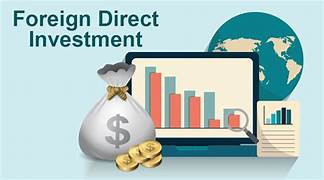 Foreign Direct
Investment
$